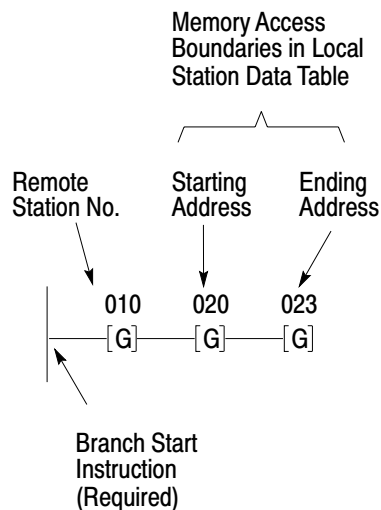 Memory Access
Boundaries in Local
Station Data Table
Remote
Station No.
Starting
Address
Ending
Address
010 020 023
[G] [G] [G]
Branch Start
Instruction
(Required)